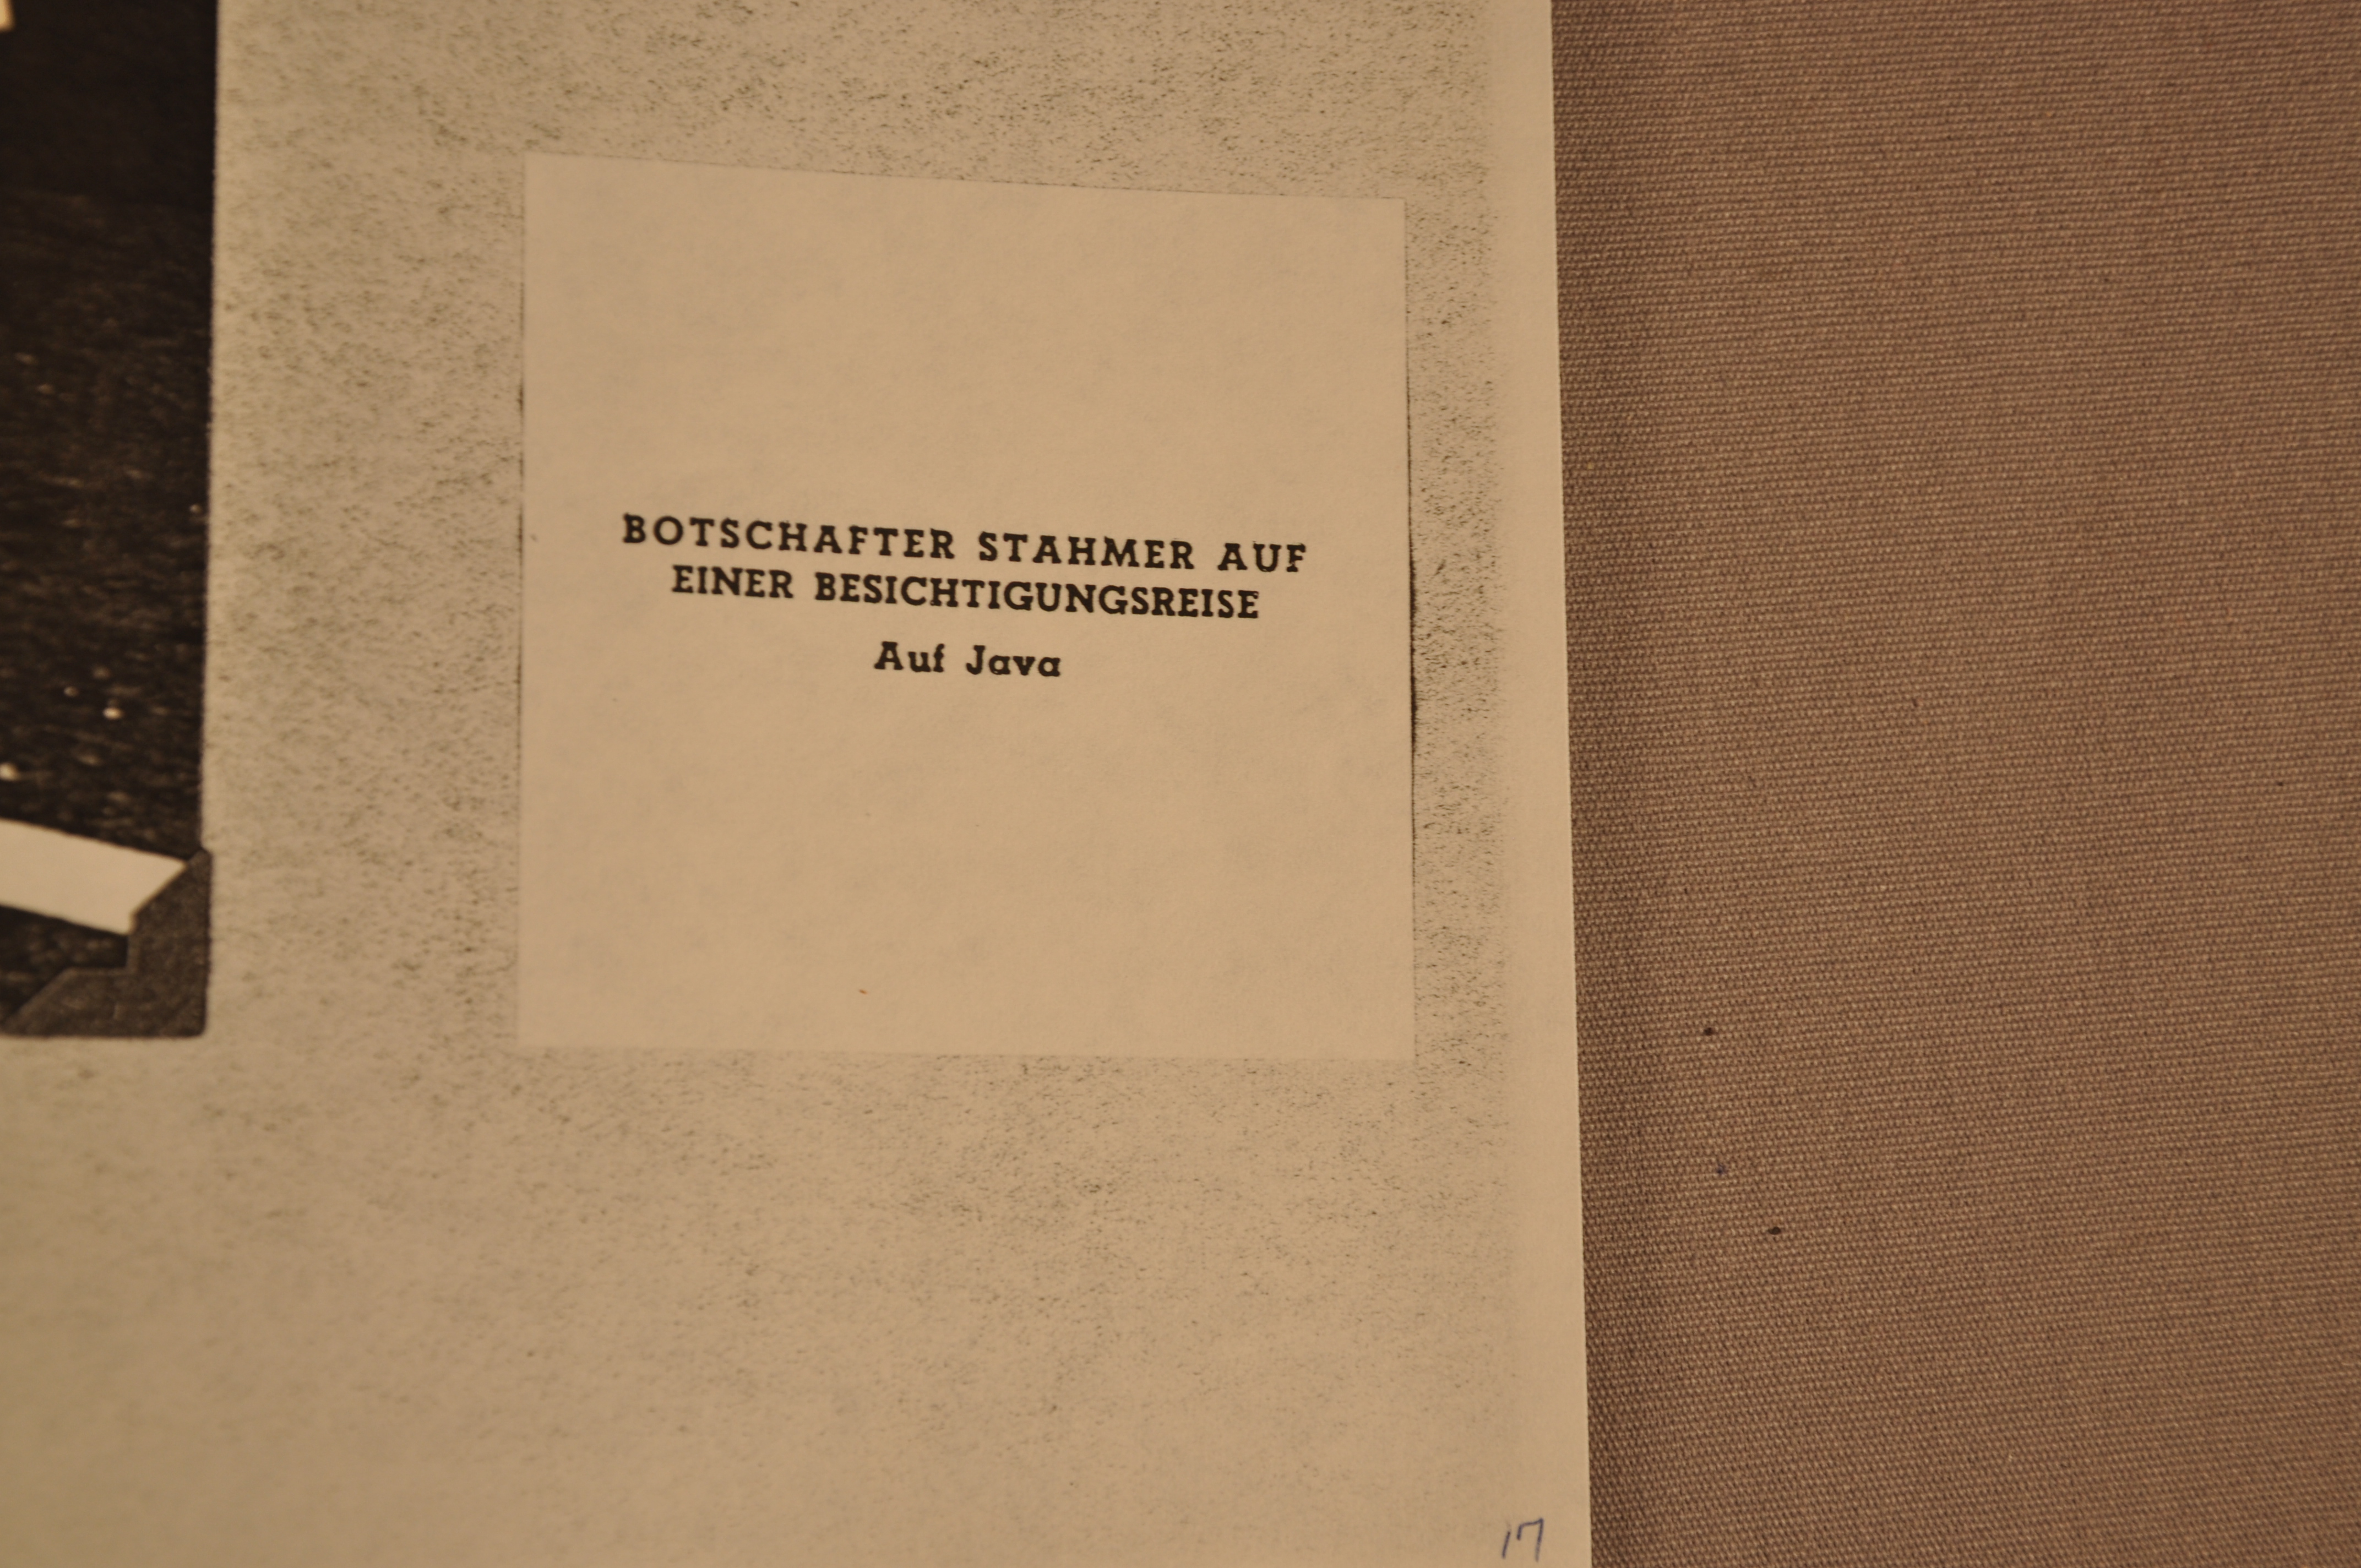 BOTSCHAFTER STAHMER AUF
EINER BESICHTIGUNGSREISE
Auf Java
17